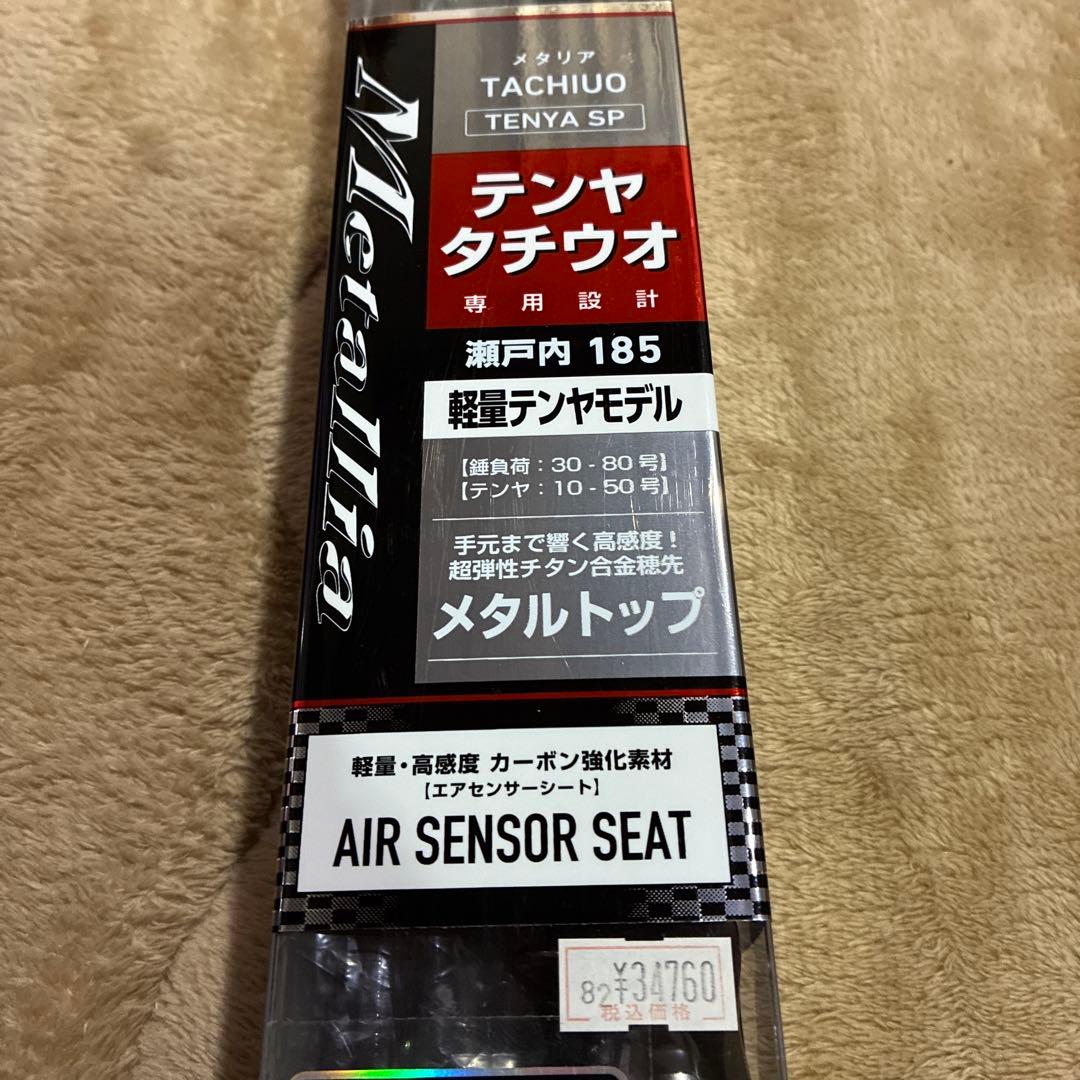 Metallia
メタリア
TACHIUO
TENYA SP
テンヤ
タチウオ
専用設計
瀬戸内 185
軽量テンヤモデル
【錘負荷：30 - 80 号】
【テンヤ：10 - 50 号】
手元まで響く高感度！
超弾性チタン合金穂先
メタルトップ
軽量・高感度 カーボン強化素材
【エアセンサーシート】
AIR SENSOR SEAT
82 ¥34760
税込価格